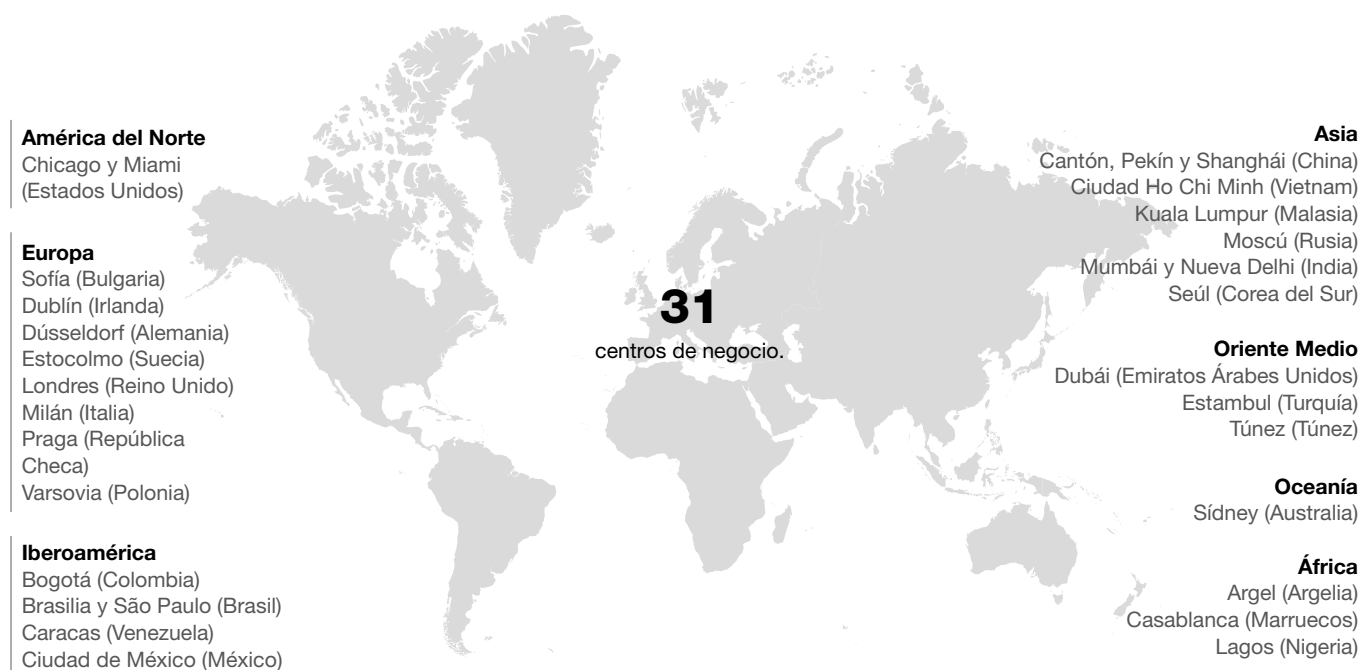 América del Norte
Chicago y Miami
(Estados Unidos)
Europa
Sofía (Bulgaria)
Dublín (Irlanda)
Dússeldorf (Alemania)
Estocolmo (Suecia)
Londres (Reino Unido)
Milán (Italia)
Praga (República
Checa)
Varsovia (Polonia)
Iberoamérica
Bogotá (Colombia)
Brasilia y São Paulo (Brasil)
Caracas (Venezuela)
Ciudad de México (México)
31
centros de negocio.
Asia
Cantón, Pekín y Shanghái (China)
Ciudad Ho Chi Minh (Vietnam)
Kuala Lumpur (Malasia)
Moscú (Rusia)
Mumbái y Nueva Delhi (India)
Seúl (Corea del Sur)
Oriente Medio
Dubái (Emiratos Árabes Unidos)
Estambul (Turquía)
Túnez (Túnez)
Oceanía
Sídney (Australia)
África
Argel (Argelia)
Casablanca (Marruecos)
Lagos (Nigeria)